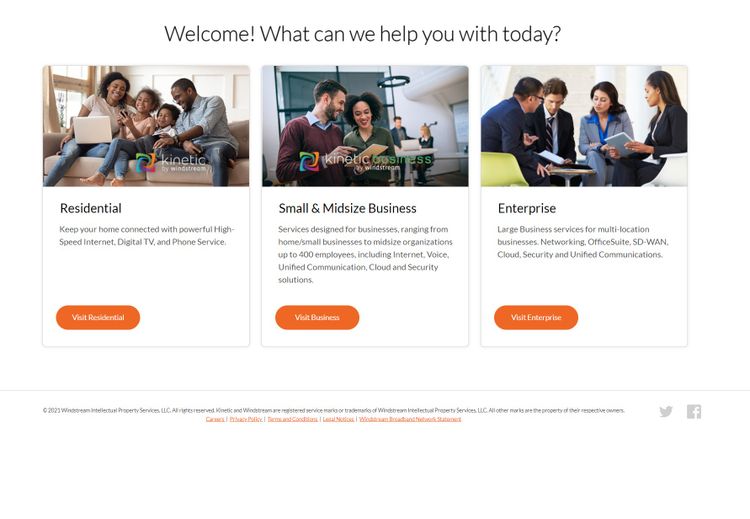 Welcome! What can we help you with today?
kinetic
by windstream
kinetic business
by windstream
Residential
Keep your home connected with powerful High-
Speed Internet, Digital TV, and Phone Service.
Visit Residential
Small & Midsize Business
Services designed for businesses, ranging from
home/small businesses to midsize organizations
up to 400 employees, including Internet, Voice,
Unified Communication, Cloud and Security
solutions.
Visit Business
Enterprise
Large Business services for multi-location
businesses. Networking, OfficeSuite, SD-WAN,
Cloud, Security and Unified Communications.
Visit Enterprise
© 2021 Windstream Intellectual Property Services, LLC. All rights reserved. Kinetic and Windstream are registered service marks or trademarks of Windstream Intellectual Property Services, LLC. All other marks are the property of their respective owners.
Careers | Privacy Policy | Terms and Conditions | Legal Notices | Windstream Broadband Network Statement